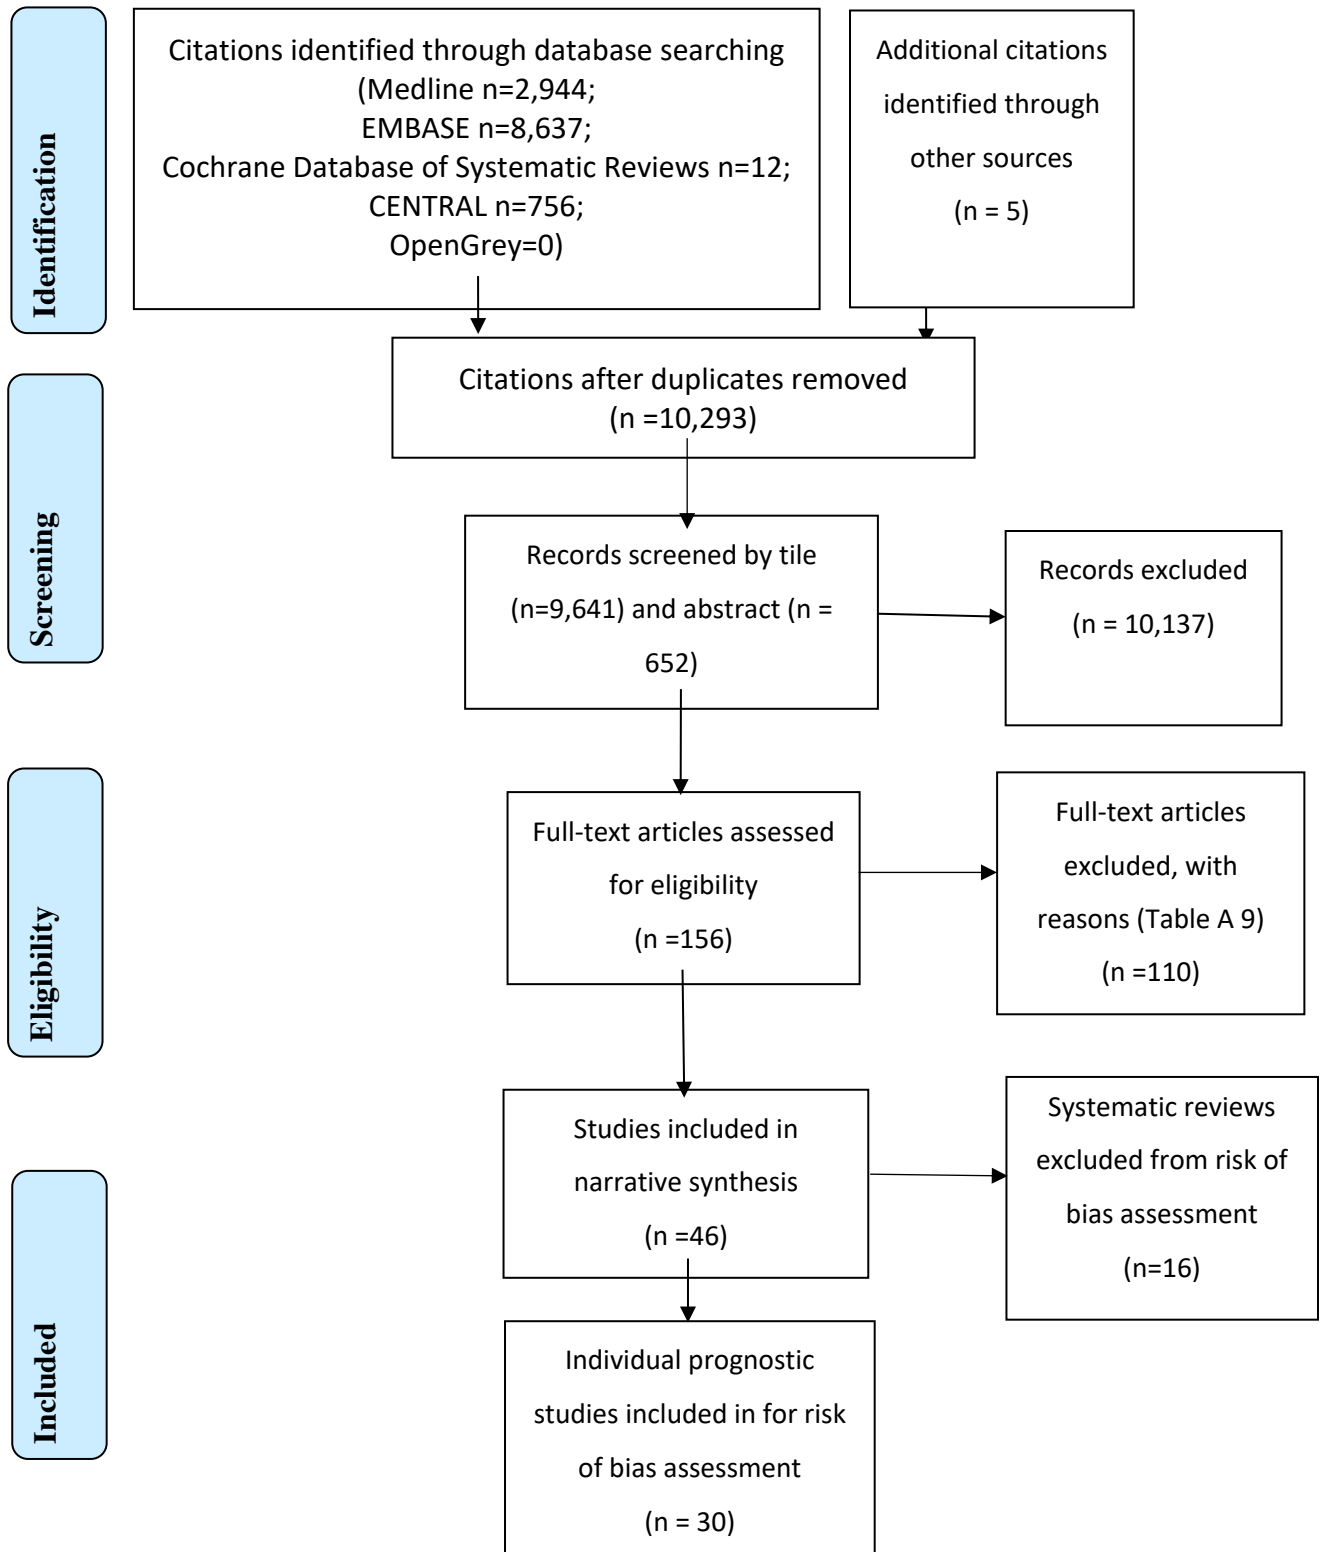 Identification
Citations identified through database searching
(Medline n=2,944;
EMBASE n=8,637;
Cochrane Database of Systematic Reviews n=12;
CENTRAL n=756;
OpenGrey=0)
Additional citations
identified through
other sources
(n = 5)
Citations after duplicates removed
(n =10,293)
Screening
Records screened by tile
(n=9,641) and abstract (n =
652)
Records excluded
(n = 10,137)
Eligibility
Full-text articles assessed
for eligibility
(n =156)
Full-text articles
excluded, with
reasons (Table A 9)
(n =110)
Studies included in
narrative synthesis
(n =46)
Systematic reviews
excluded from risk of
bias assessment
(n=16)
Included
Individual prognostic
studies included in for risk
of bias assessment
(n = 30)